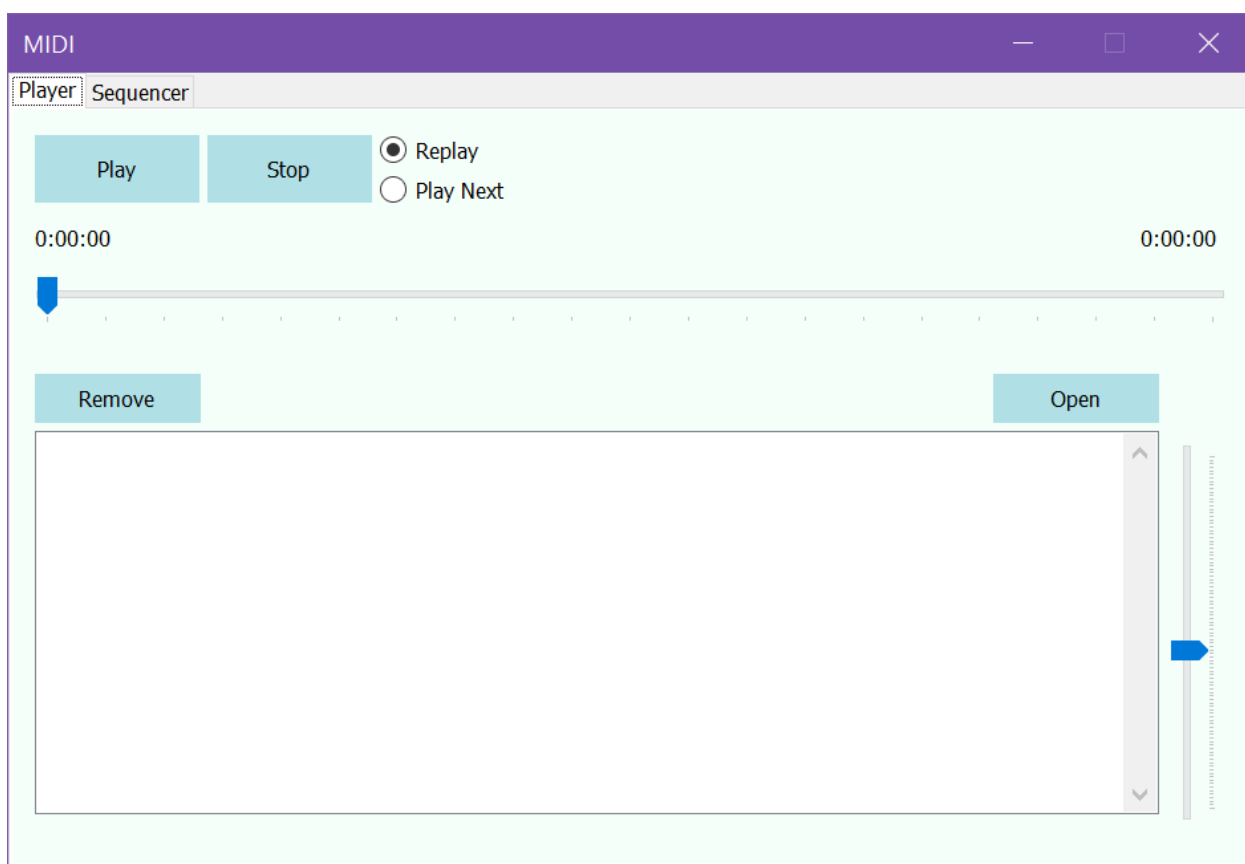 MIDI
Player Sequencer
Play Stop Replay
Play Next
0:00:00 0:00:00
Remove Open